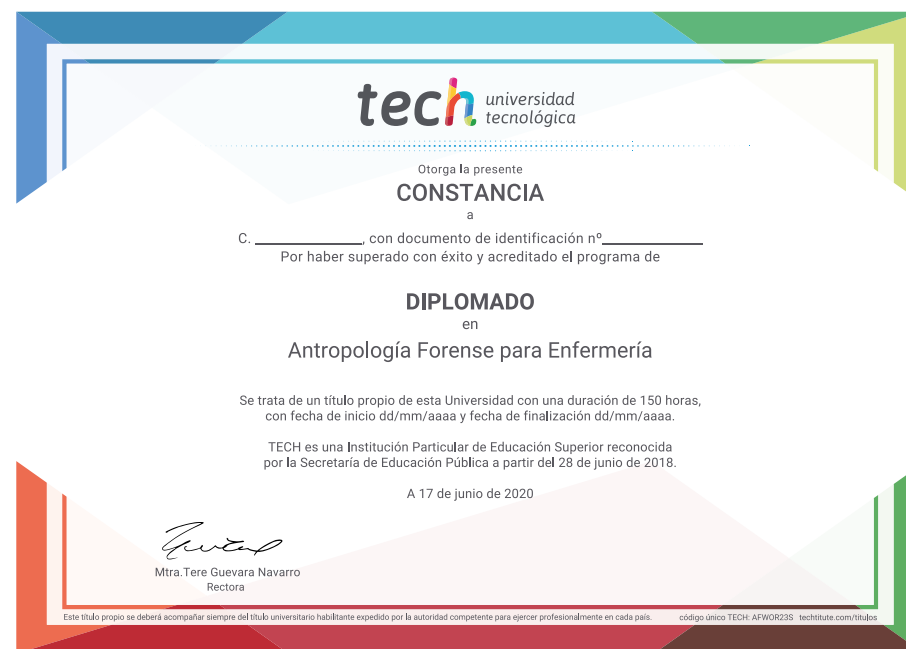 tech universidad
tecnológica
Otorga la presente
CONSTANCIA
a
C. ____________, con documento de identificación nº____________
Por haber superado con éxito y acreditado el programa de
DIPLOMADO
en
Antropología Forense para Enfermería
Se trata de un título propio de esta Universidad con una duración de 150 horas,
con fecha de inicio dd/mm/aaaa y fecha de finalización dd/mm/aaaa.
TECH es una Institución Particular de Educación Superior reconocida
por la Secretaría de Educación Pública a partir del 28 de junio de 2018.
A 17 de junio de 2020
Mtra.Tere Guevara Navarro
Rectora
Este título propio se deberá acompañar siempre del título universitario habilitante expedido por la autoridad competente para ejercer profesionalmente en cada país. código único TECH: AFWOR23S techtitute.com/titulos